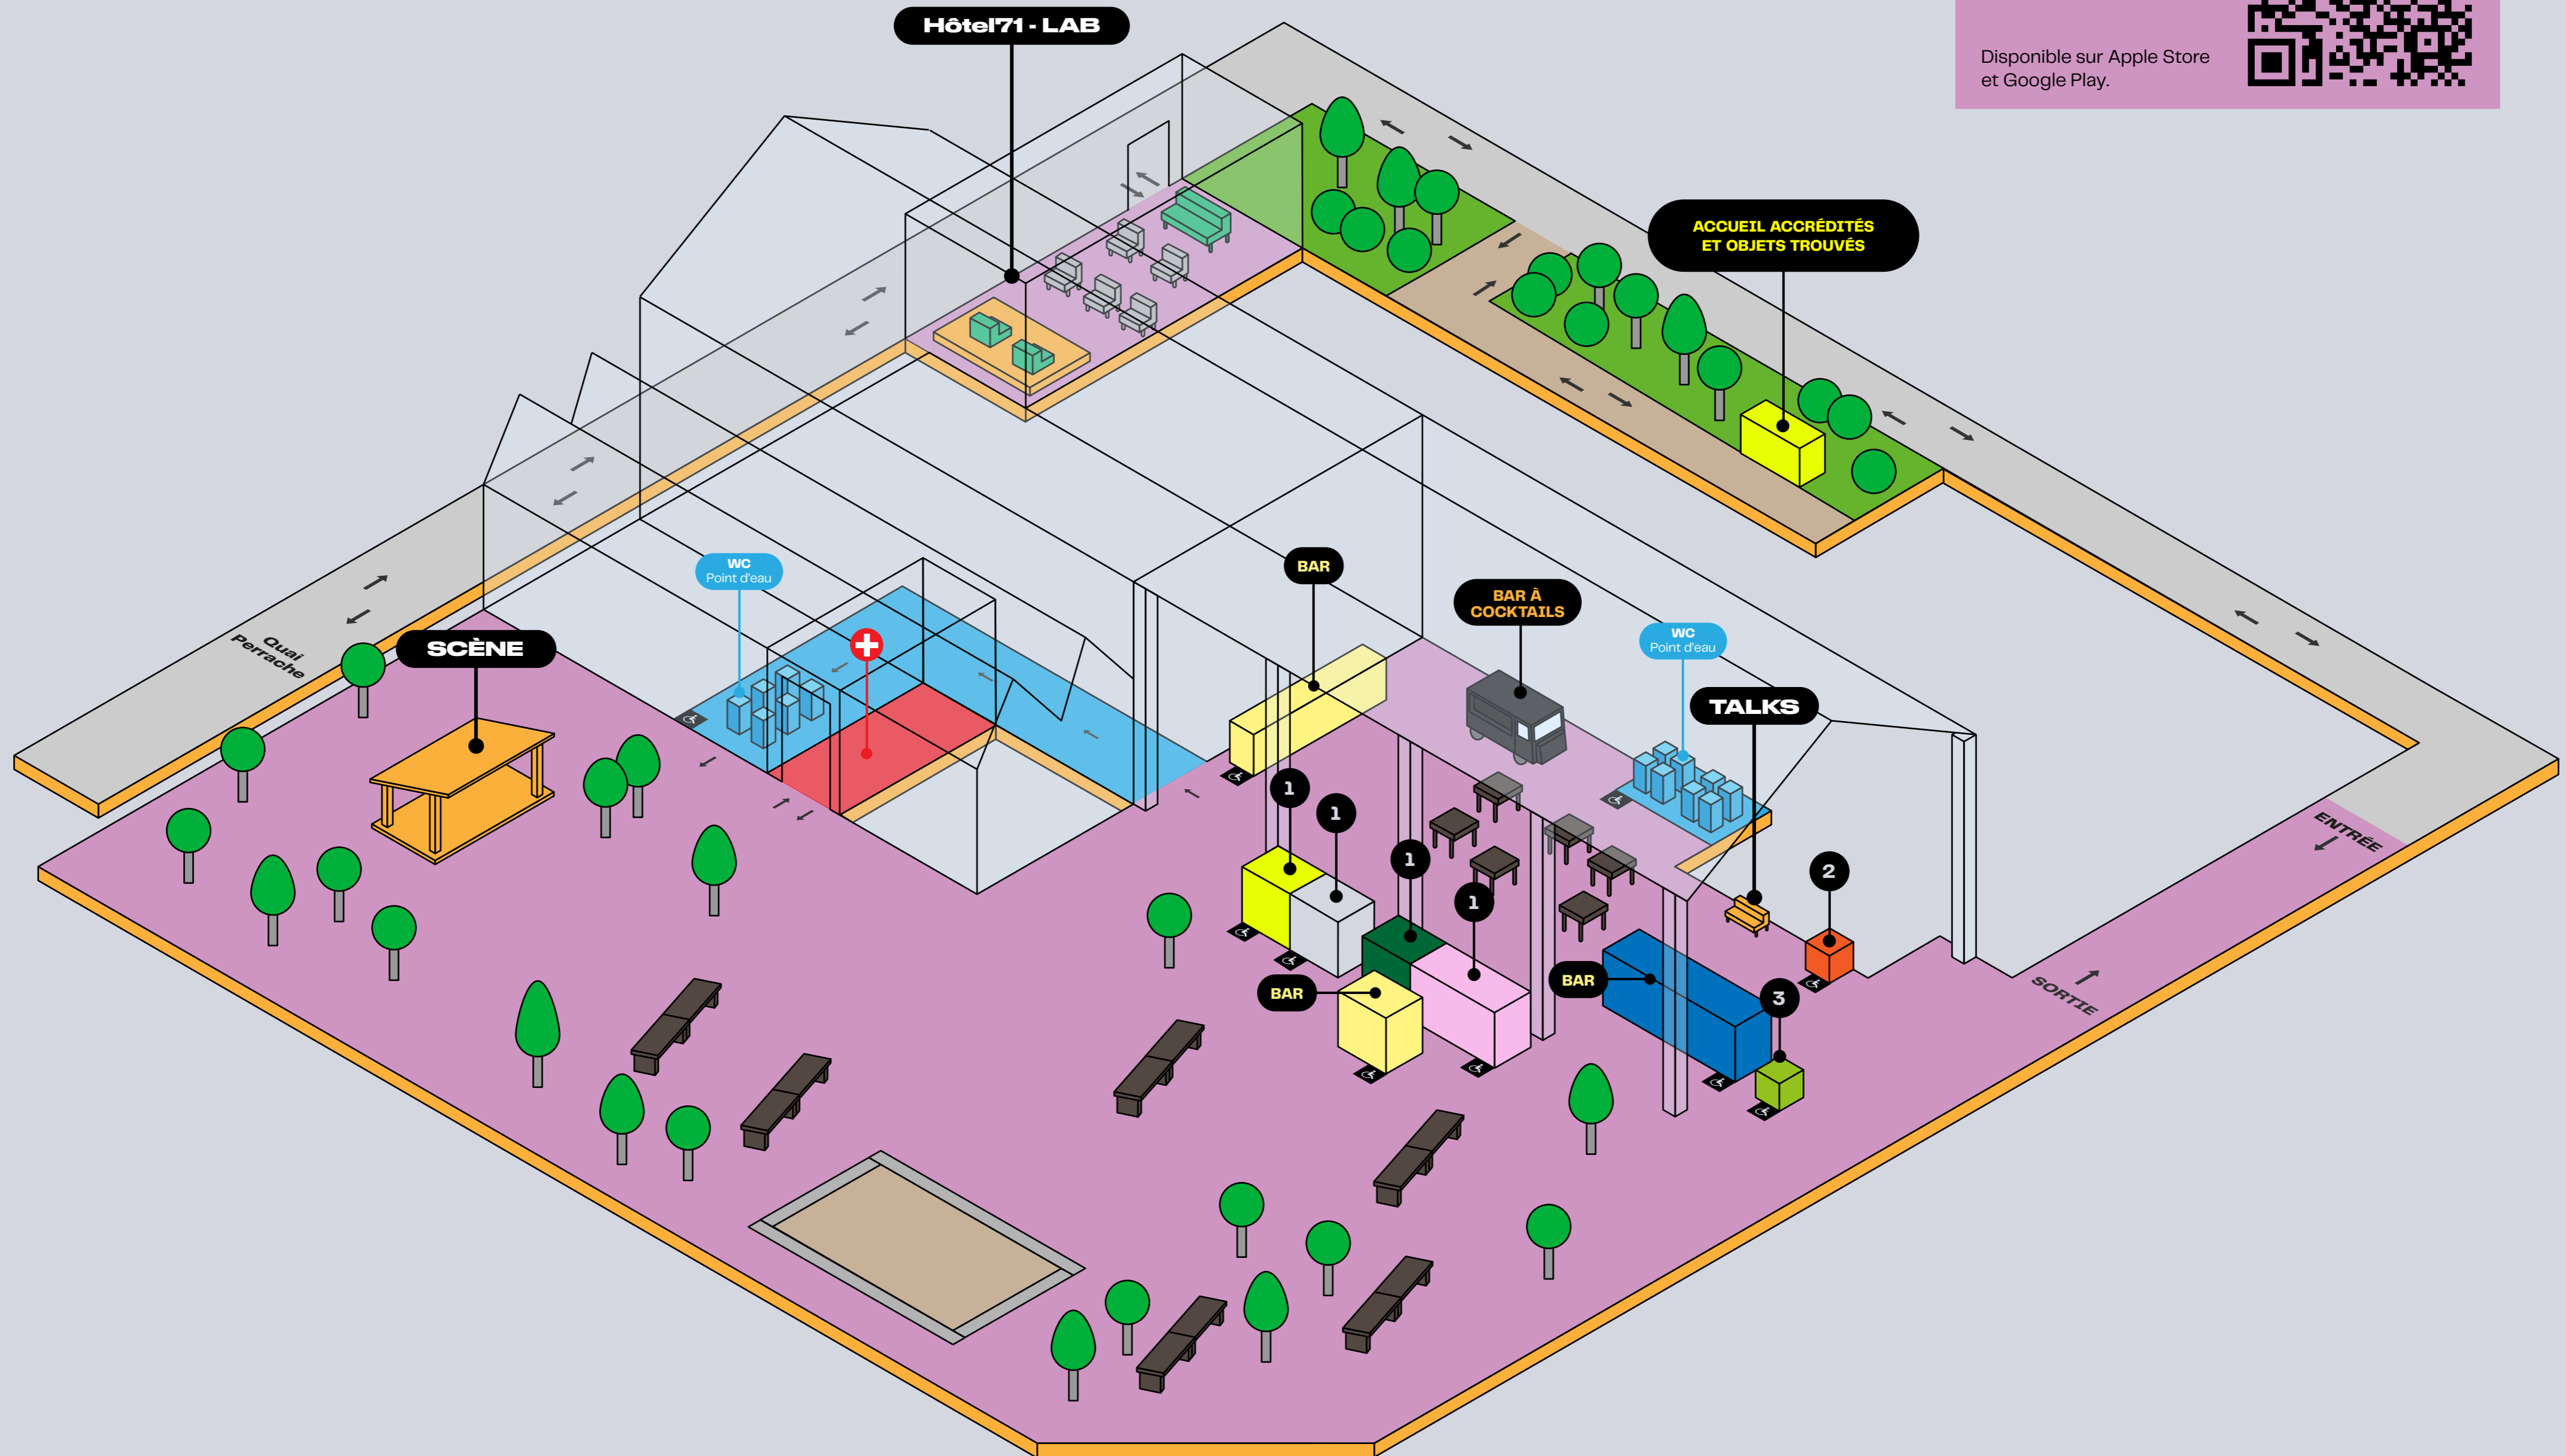 Hôtel71 - LAB
Disponible sur Apple Store
et Google Play.
ACCUEIL ACCRÉDITÉS
ET OBJETS TROUVÉS
WC
Point d'eau
BAR
BAR À
COCKTAILS
WC
Point d'eau
Quai
Perrache
SCÈNE
TALKS
1
1
1
1
2
ENTRÉE
BAR
BAR
3
SORTIE